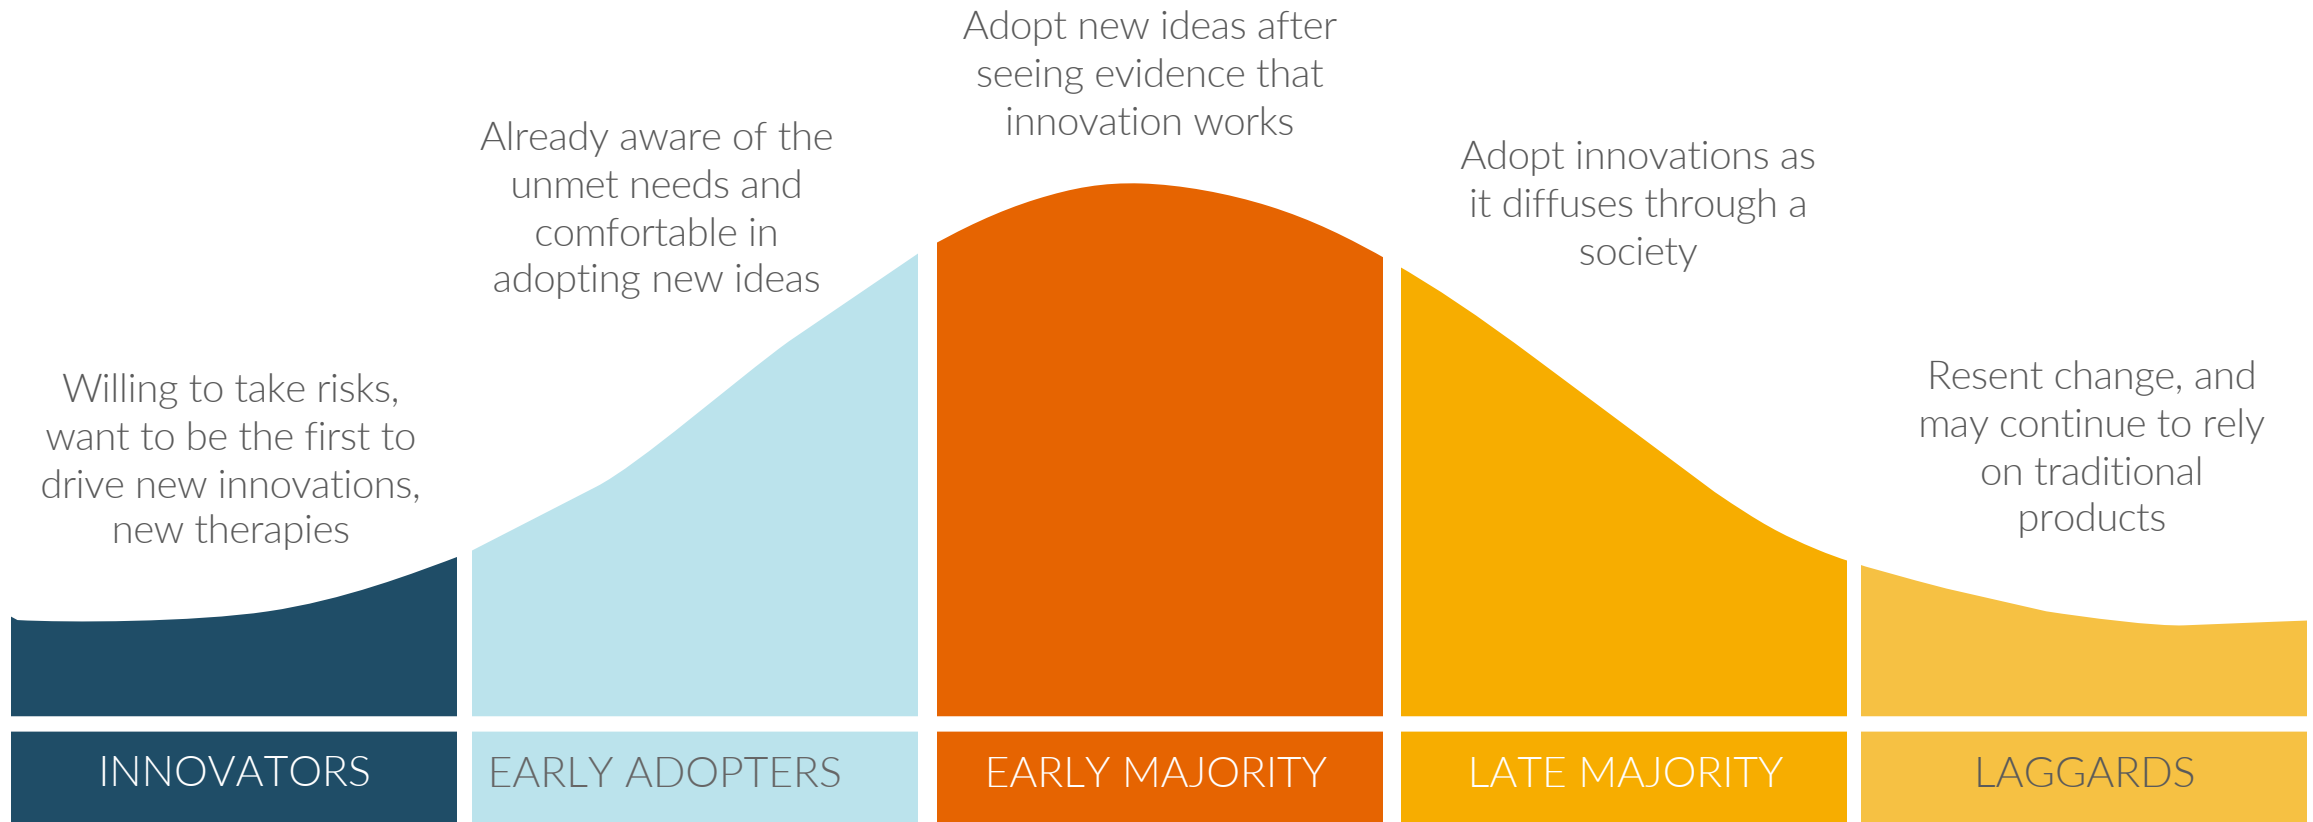 Willing to take risks,
want to be the first to
drive new innovations,
new therapies
Already aware of the
unmet needs and
comfortable in
adopting new ideas
Adopt new ideas after
seeing evidence that
innovation works
Adopt innovations as
it diffuses through a
society
Resent change, and
may continue to rely
on traditional
products
INNOVATORS
EARLY ADOPTERS
EARLY MAJORITY
LATE MAJORITY
LAGGARDS